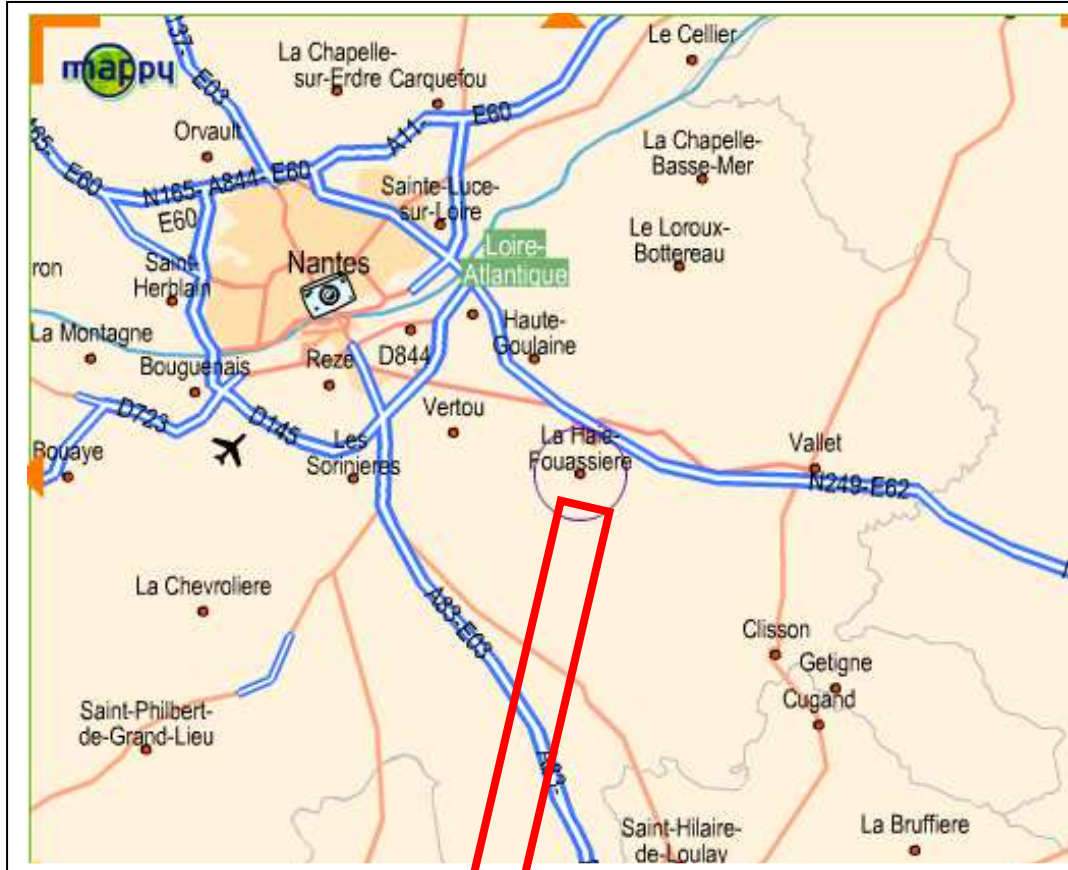 mappy
137- E03
La Chapelle-
sur-Erdre
Carquefou
Le Cellier
Orvault
A11-
E60
La Chapelle-
Basse-Mer
E60
N165- A844- E60
E60
Sainte-Luce-
sur-Loire
Le Loroux-
Bottereau
Loire-
Atlantique
ron
Saint-
Herblain
Nantes
La Montagne
Bouguenais
Reze
D844
Haute-
Goulaine
D723
D145
Vertou
La Haie-
Fouassiere
Vallet
Bouaye
Les
Sorinieres
N249-E62
La Chevroliere
A83-E03
Clisson
Getigne
Cugand
Saint-Philbert-
de-Grand-Lieu
A83-
Saint-Hilaire-
de-Loulay
La Bruffiere